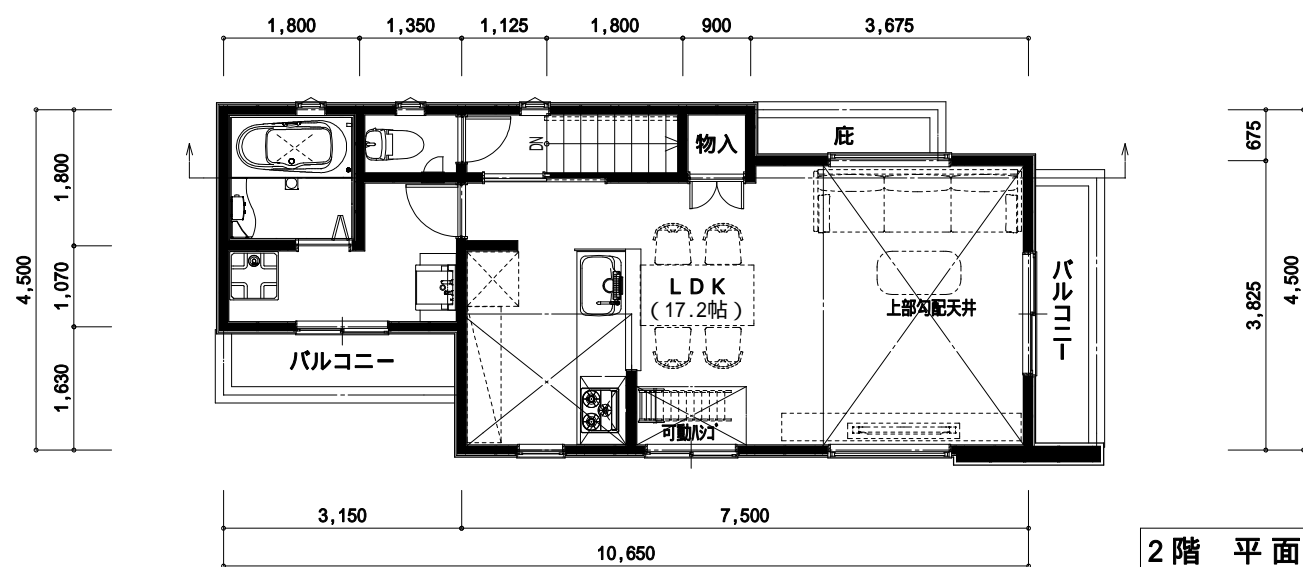 1,800 1,350 1,125 1,800 900 3,675
4,500
1,800
1,070
1,630
675
3,825
4,500
DN
物入
庇
LDK
(17.2帖)
上部勾配天井
バルコニー
バルコニー
可動ハシゴ
3,150 7,500
10,650
2階 平面